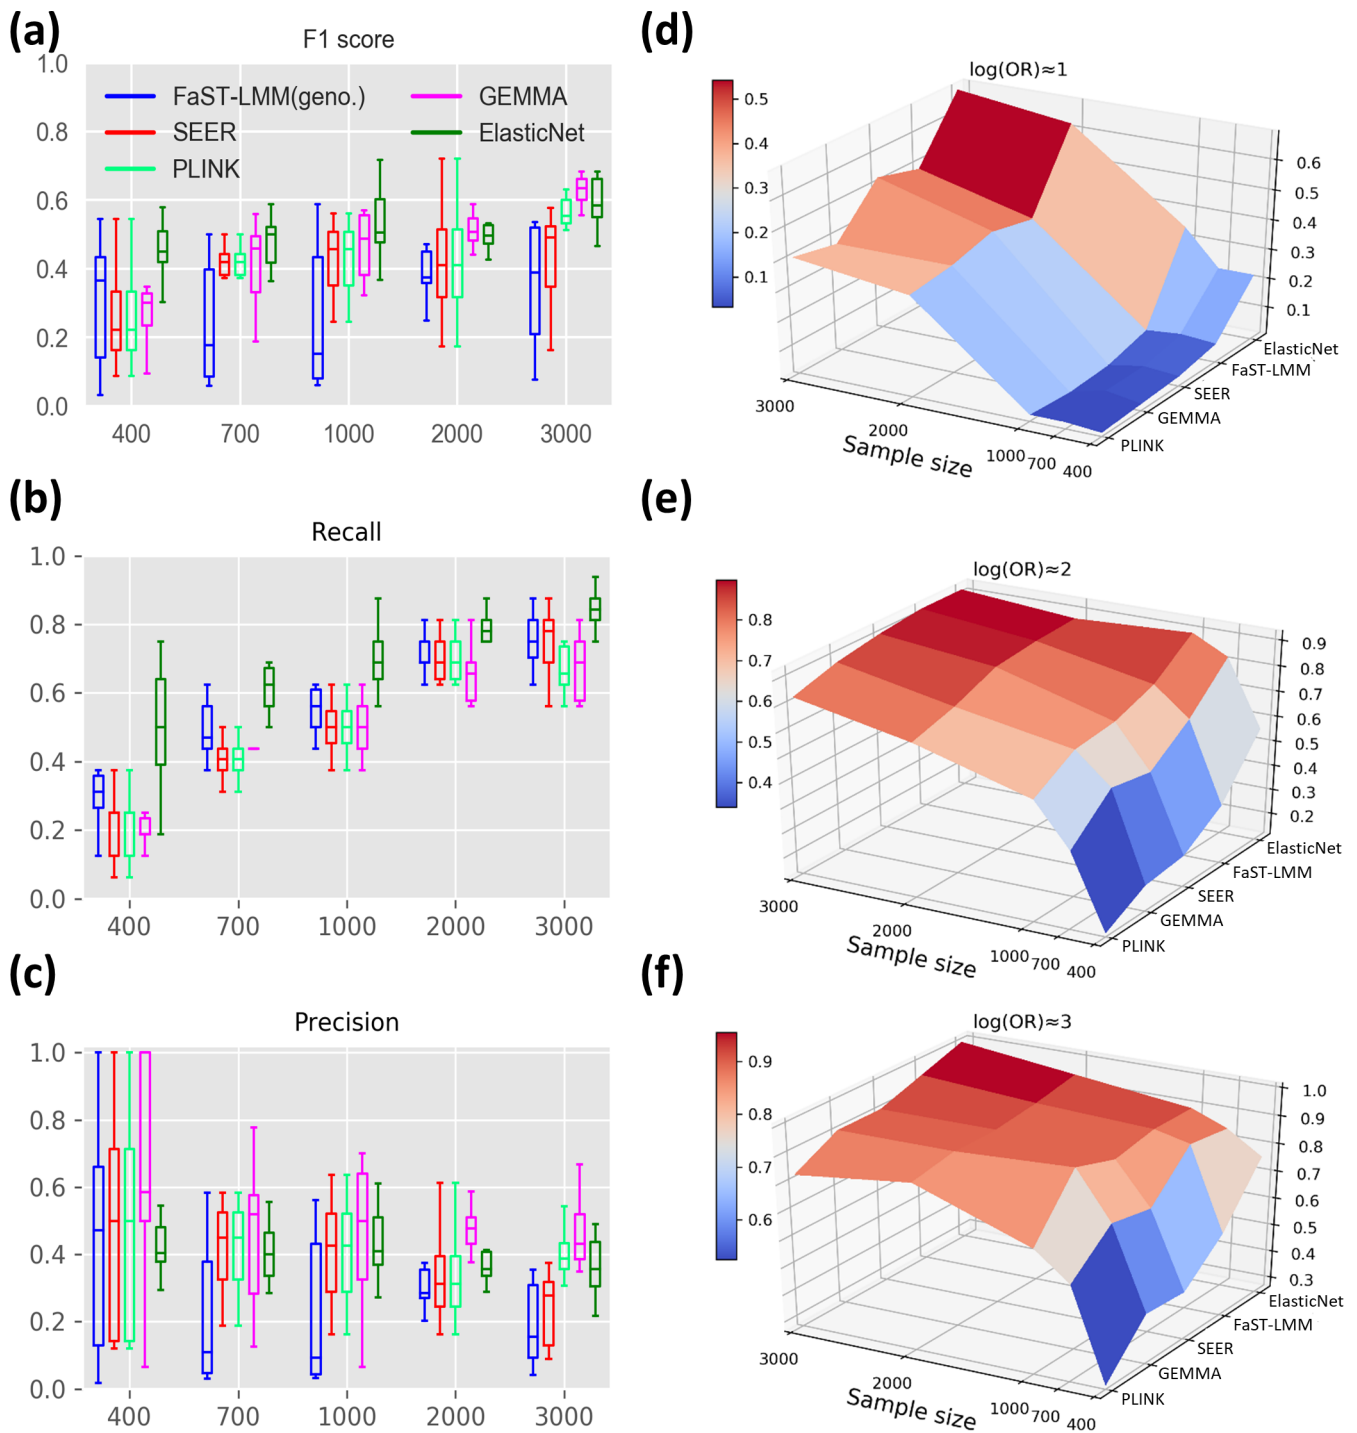 (a)
F1 score
1.0
0.8
0.6
0.4
0.2
0.0
FaST-LMM(geno.)
SEER
PLINK
GEMMA
ElasticNet
400 700 1000 2000 3000
(b)
Recall
1.0
0.8
0.6
0.4
0.2
0.0
400 700 1000 2000 3000
(c)
Precision
1.0
0.8
0.6
0.4
0.2
0.0
400 700 1000 2000 3000
(d)
log(OR)≈1
0.5
0.4
0.3
0.2
0.1
0.6
0.5
0.4
0.3
0.2
0.1
ElasticNet
FaST-LMM
SEER
GEMMA
PLINK
3000 2000 1000 700 400
Sample size
(e)
log(OR)≈2
0.8
0.7
0.6
0.5
0.4
0.9
0.8
0.7
0.6
0.5
0.4
0.3
0.2
ElasticNet
FaST-LMM
SEER
GEMMA
PLINK
3000 2000 1000 700 400
Sample size
(f)
log(OR)≈3
0.9
0.8
0.7
0.6
1.0
0.9
0.8
0.7
0.6
0.5
0.4
0.3
ElasticNet
FaST-LMM
SEER
GEMMA
PLINK
3000 2000 1000 700 400
Sample size